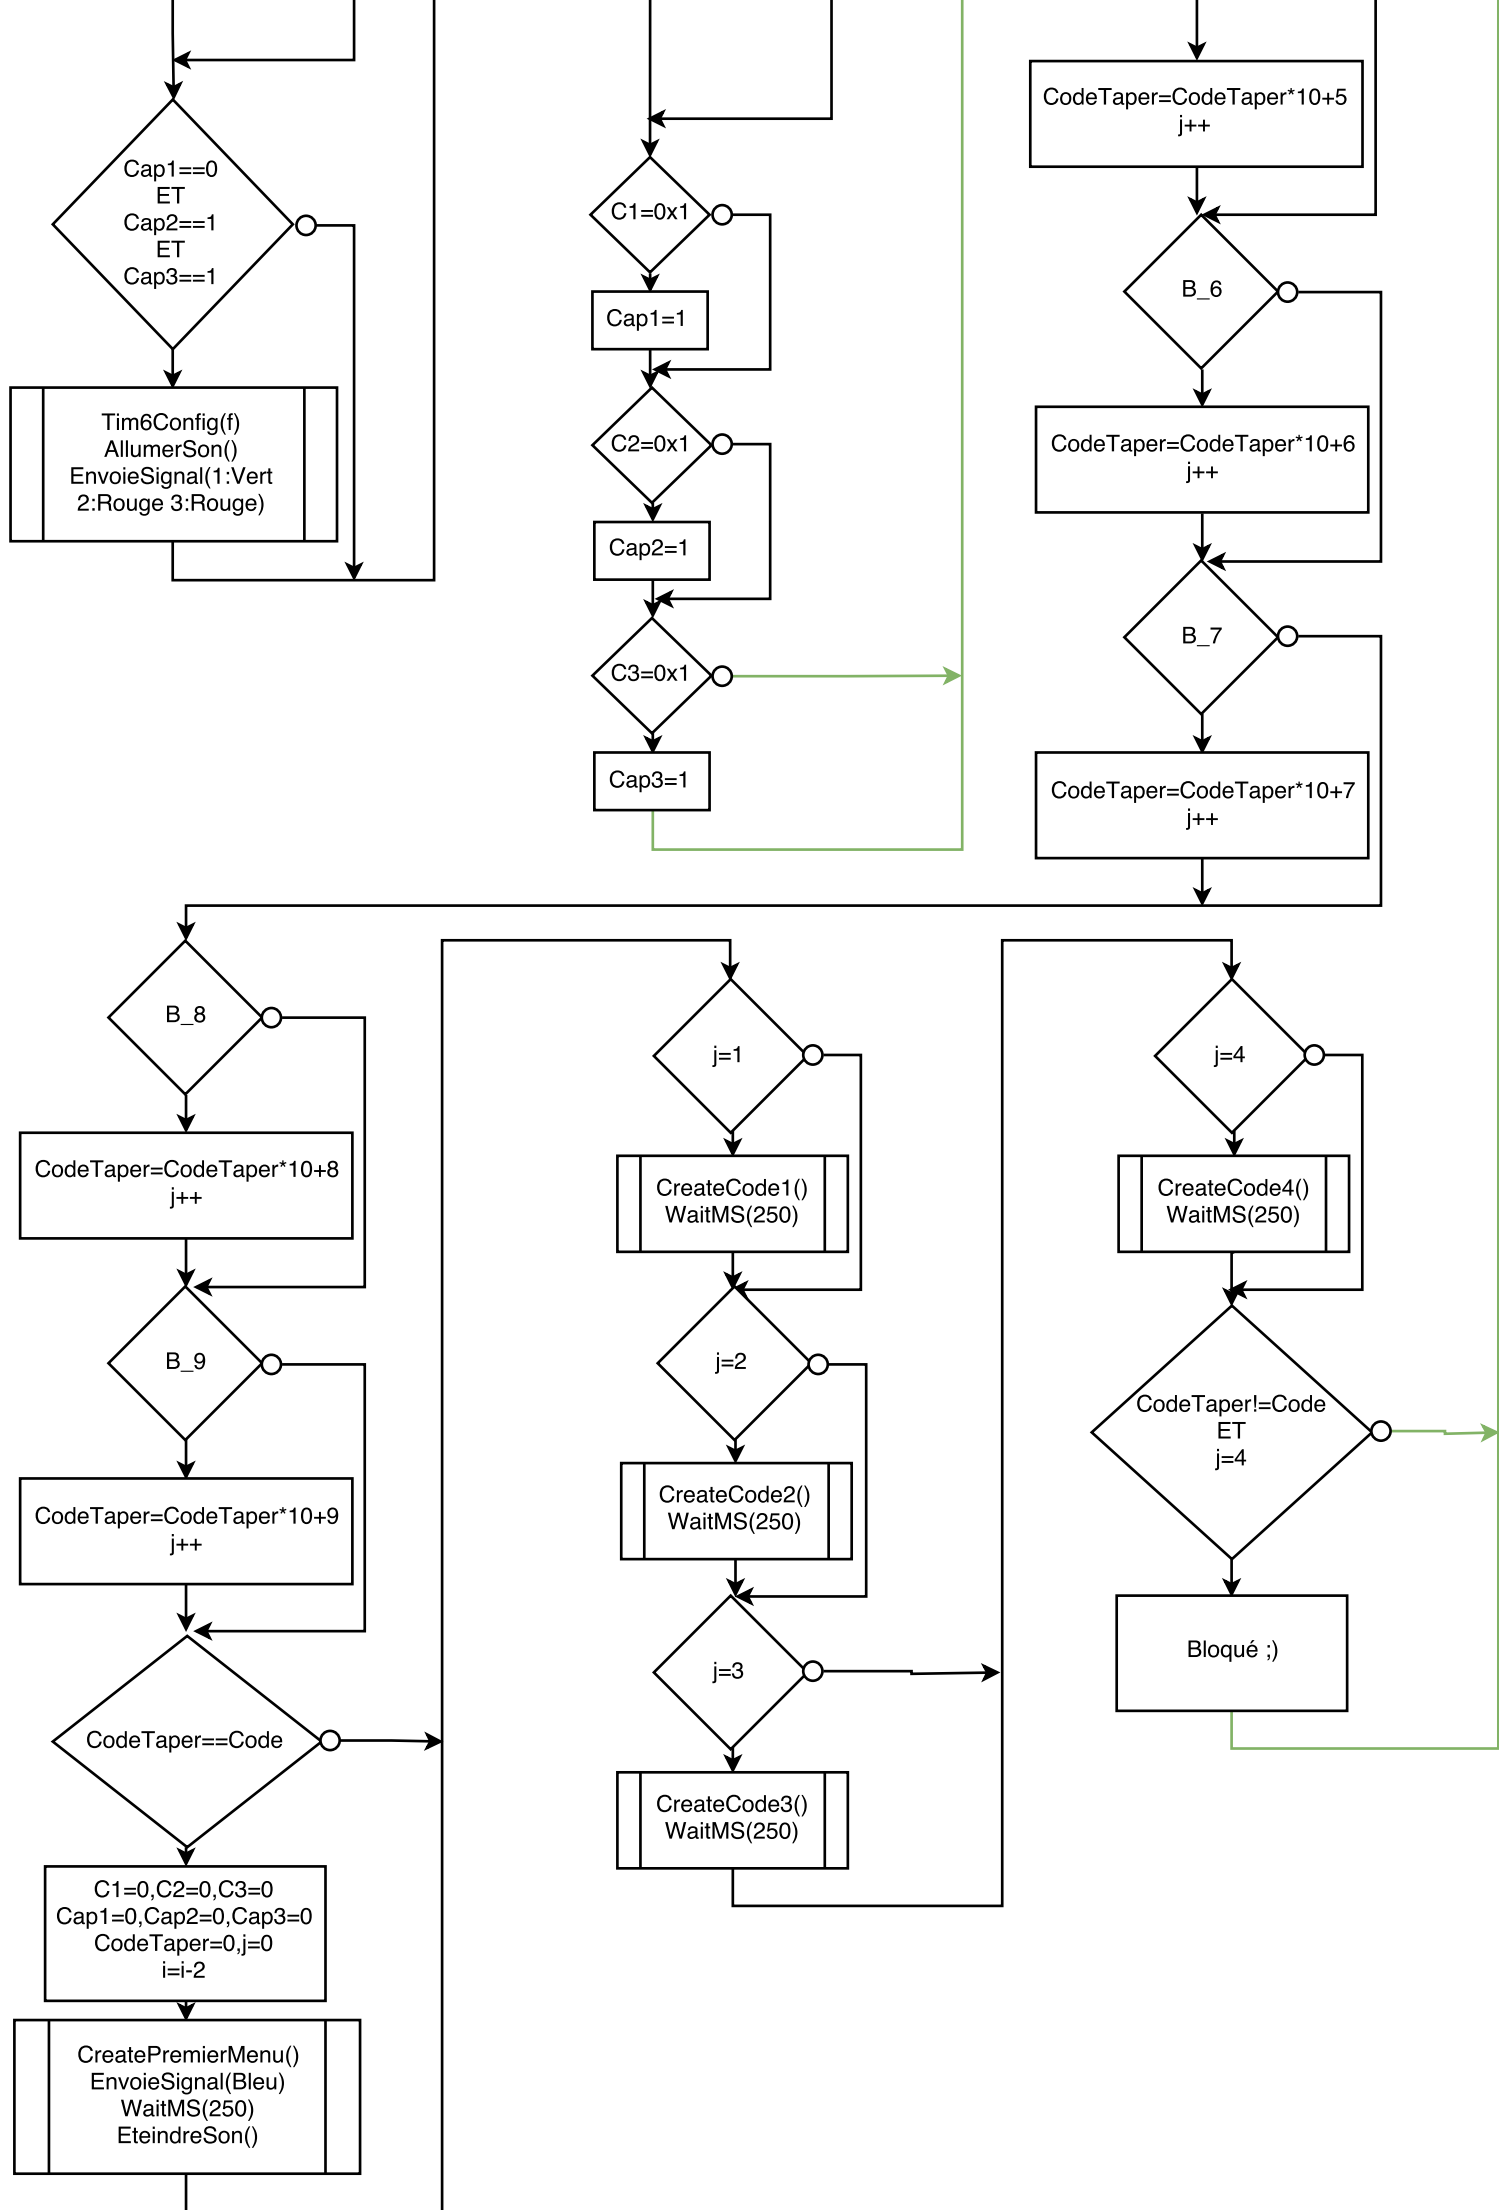 Cap1==0
ET
Cap2==1
ET
Cap3==1
Tim6Config(f)
AllumerSon()
EnvoieSignal(1:Vert
2:Rouge 3:Rouge)
C1=0x1
Cap1=1
C2=0x1
Cap2=1
C3=0x1
Cap3=1
CodeTaper=CodeTaper*10+5
j++
B_6
CodeTaper=CodeTaper*10+6
j++
B_7
CodeTaper=CodeTaper*10+7
j++
B_8
CodeTaper=CodeTaper*10+8
j++
B_9
CodeTaper=CodeTaper*10+9
j++
CodeTaper==Code
C1=0,C2=0,C3=0
Cap1=0,Cap2=0,Cap3=0
CodeTaper=0,j=0
i=i-2
CreatePremierMenu()
EnvoieSignal(Bleu)
WaitMS(250)
EteindreSon()
j=1
CreateCode1()
WaitMS(250)
j=2
CreateCode2()
WaitMS(250)
j=3
CreateCode3()
WaitMS(250)
j=4
CreateCode4()
WaitMS(250)
CodeTaper!=Code
ET
j=4
Bloqué ;)